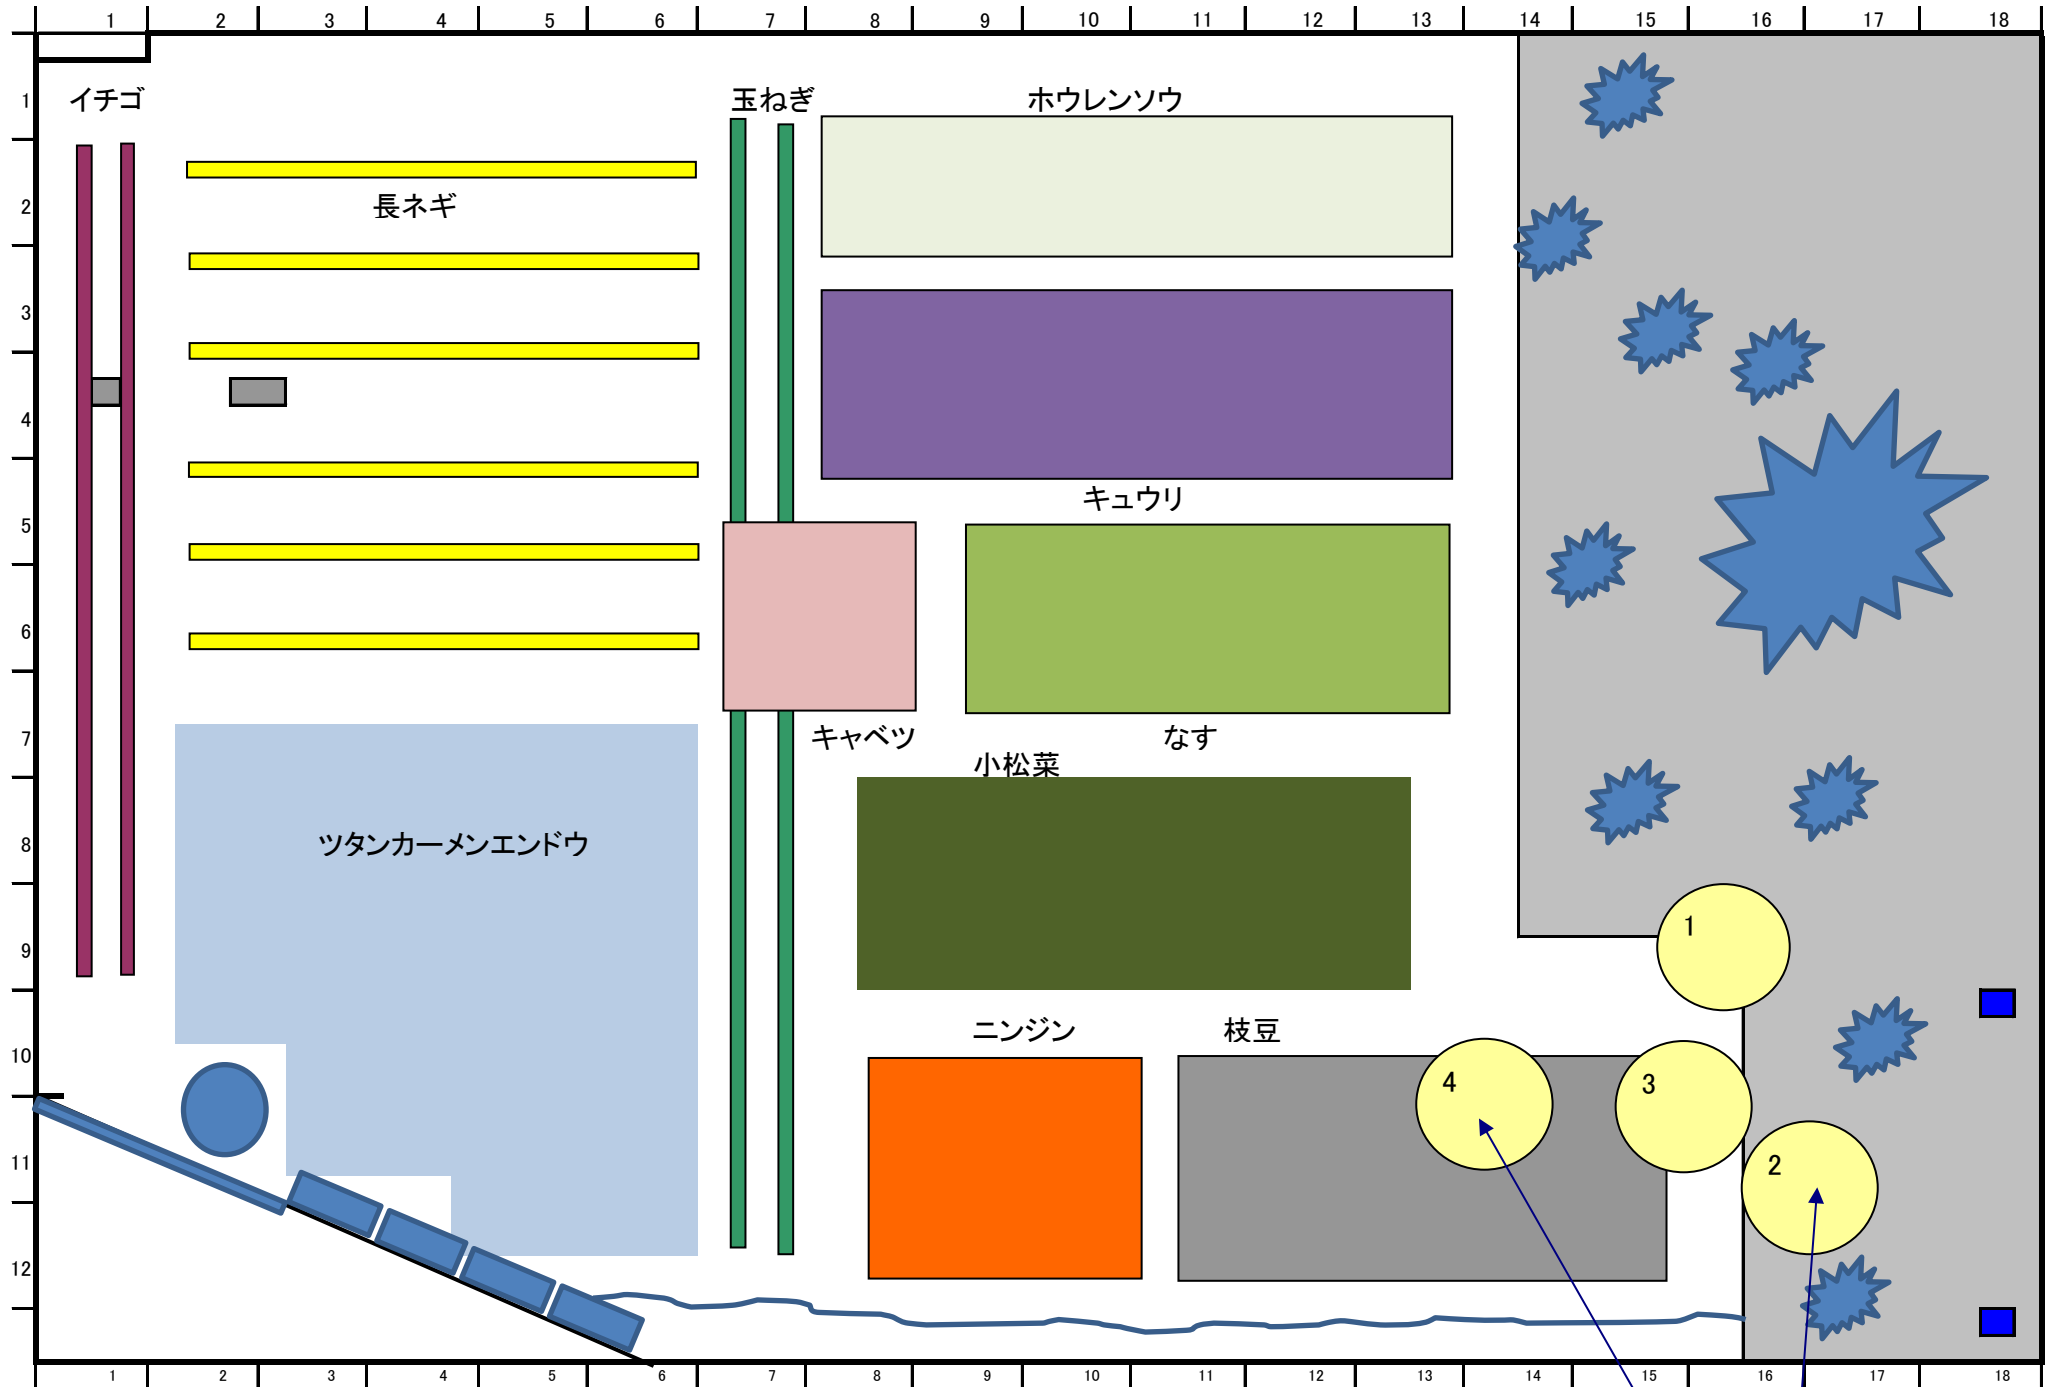 1 2 3 4 5 6 7 8 9 10 11 12 13 14 15 16 17 18
1 イチゴ 玉ねぎ ホウレンソウ
2 長ネギ
3
4
5 キュウリ
6
7 キャベツ なす
小松菜
8 ツタンカーメンエンドウ
1
9
ニンジン 枝豆
10
4 3
11 2
12
1 2 3 4 5 6 7 8 9 10 11 12 13 14 15 16 17 18